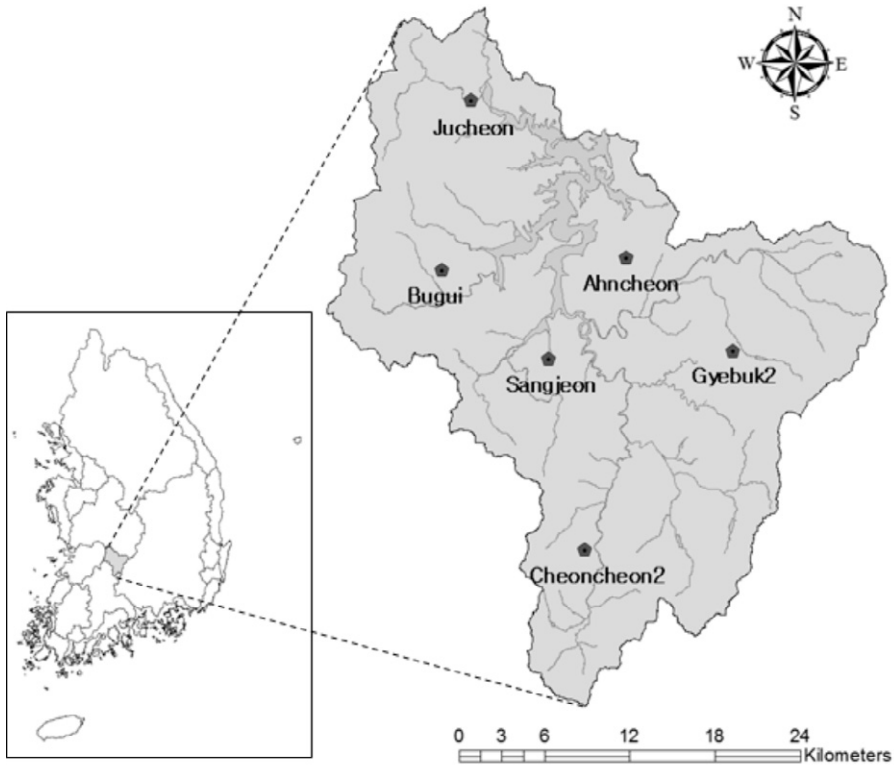 N
W E
S
Jucheon
Ahncheon
Bugui
Gyebuk2
Sangjeon
Cheoncheon2
0 3 6 12 18 24
Kilometers